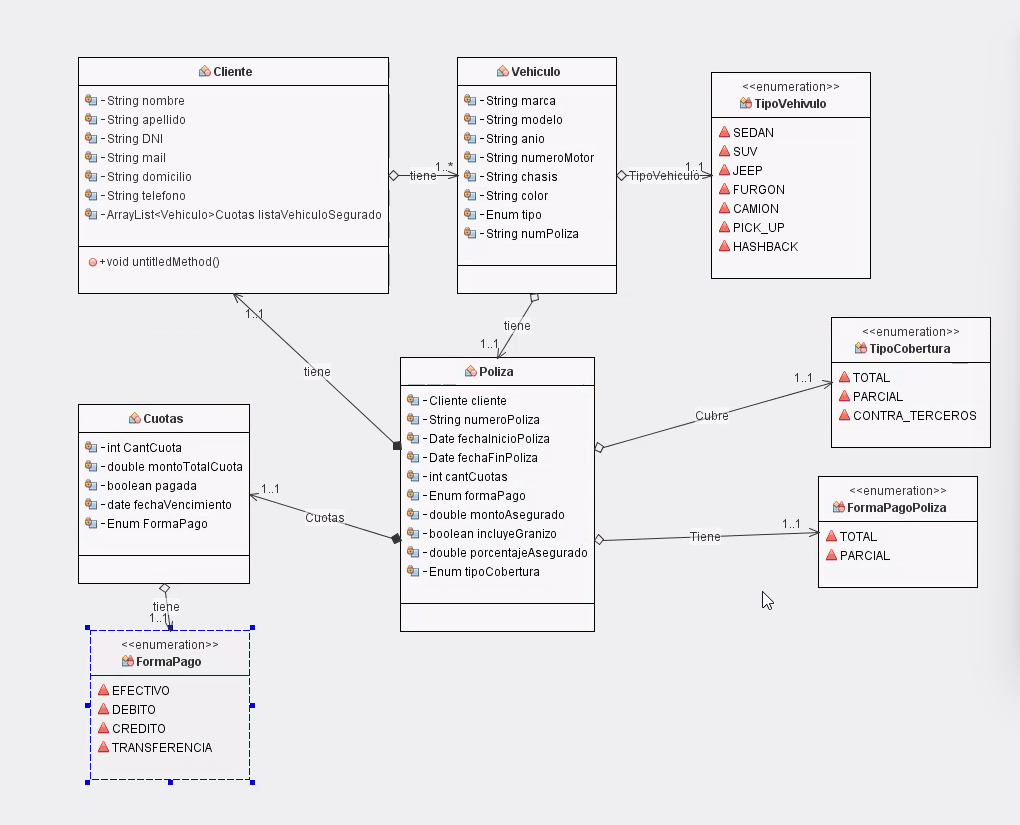 Cliente
- String nombre
- String apellido
- String DNI
- String mail
- String domicilio
- String telefono
- ArrayList<Vehiculo>Cuotas listaVehiculoSegurado
+void untitledMethod()
tiene
1..*
Vehiculo
- String marca
- String modelo
- String anio
- String numeroMotor
- String chasis
- String color
- Enum tipo
- String numPoliza
TipoVehiculo
1..1
<<enumeration>>
TipoVehivulo
SEDAN
SUV
JEEP
FURGON
CAMION
PICK_UP
HASHBACK
1..1
tiene
tiene
1..1
Poliza
- Cliente cliente
- String numeroPoliza
- Date fechaInicioPoliza
- Date fechaFinPoliza
- int cantCuotas
- Enum formaPago
- double montoAsegurado
- boolean incluyeGranizo
- double porcentajeAsegurado
- Enum tipoCobertura
Cubre
1..1
<<enumeration>>
TipoCobertura
TOTAL
PARCIAL
CONTRA_TERCEROS
Tiene
1..1
<<enumeration>>
FormaPagoPoliza
TOTAL
PARCIAL
Cuotas
- int CantCuota
- double montoTotalCuota
- boolean pagada
- date fechaVencimiento
- Enum FormaPago
1..1
Cuotas
tiene
1..1
<<enumeration>>
FormaPago
EFECTIVO
DEBITO
CREDITO
TRANSFERENCIA